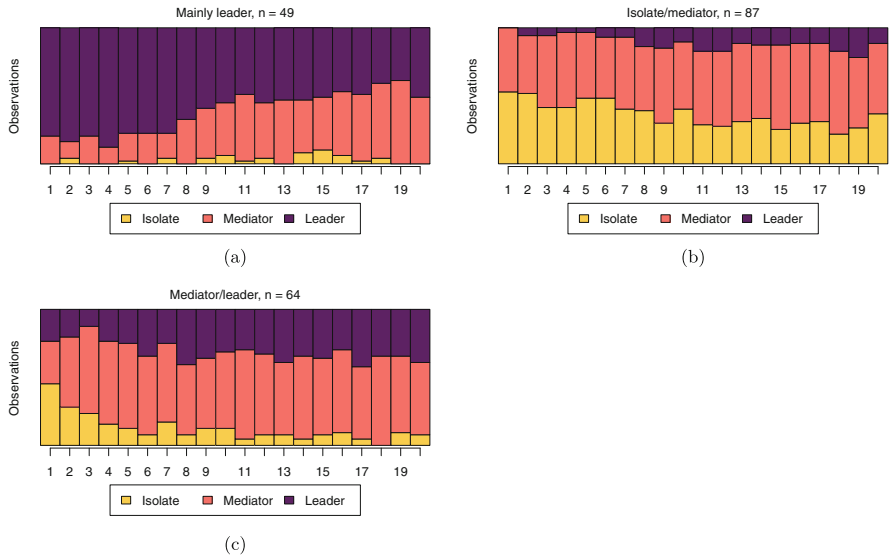 Mainly leader, n = 49
Observations
1 2 3 4 5 6 7 8 9 11 13 15 17 19
Isolate Mediator Leader
(a)
Isolate/mediator, n = 87
Observations
1 2 3 4 5 6 7 8 9 11 13 15 17 19
Isolate Mediator Leader
(b)
Mediator/leader, n = 64
Observations
1 2 3 4 5 6 7 8 9 11 13 15 17 19
Isolate Mediator Leader
(c)